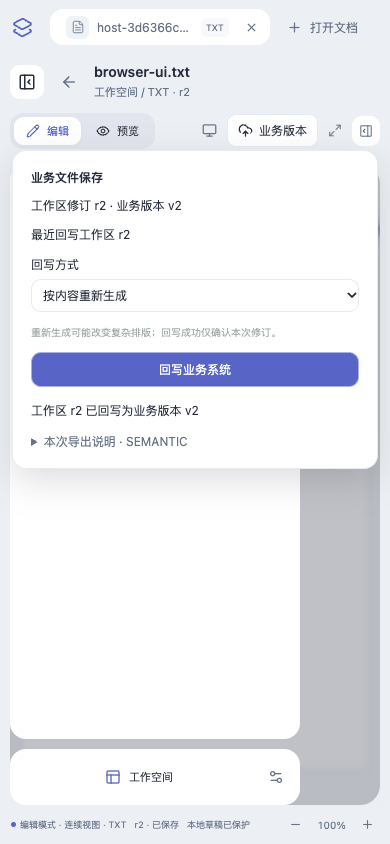 host-3d6366c... TXT × + 打开文档
browser-ui.txt
工作空间 / TXT · r2
编辑 预览 业务版本
业务文件保存
工作区修订 r2 · 业务版本 v2
最近回写工作区 r2
回写方式
按内容重新生成
重新生成可能改变复杂排版；回写成功仅确认本次修订。
回写业务系统
工作区 r2 已回写为业务版本 v2
本次导出说明 · SEMANTIC
工作空间
编辑模式 · 连续视图 · TXT r2 · 已保存 本地草稿已保护 − 100% +